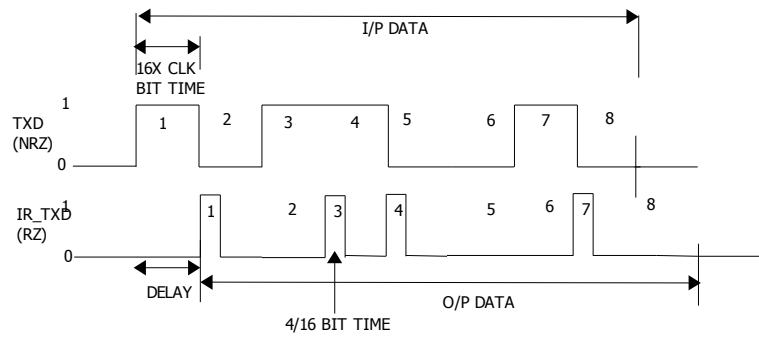 I/P DATA
16X CLK
BIT TIME
1
TXD
(NRZ)
0
1 2 3 4 5 6 7 8
1
IR_TXD
(RZ)
0
1 2 3 4 5 6 7 8
DELAY
O/P DATA
4/16 BIT TIME